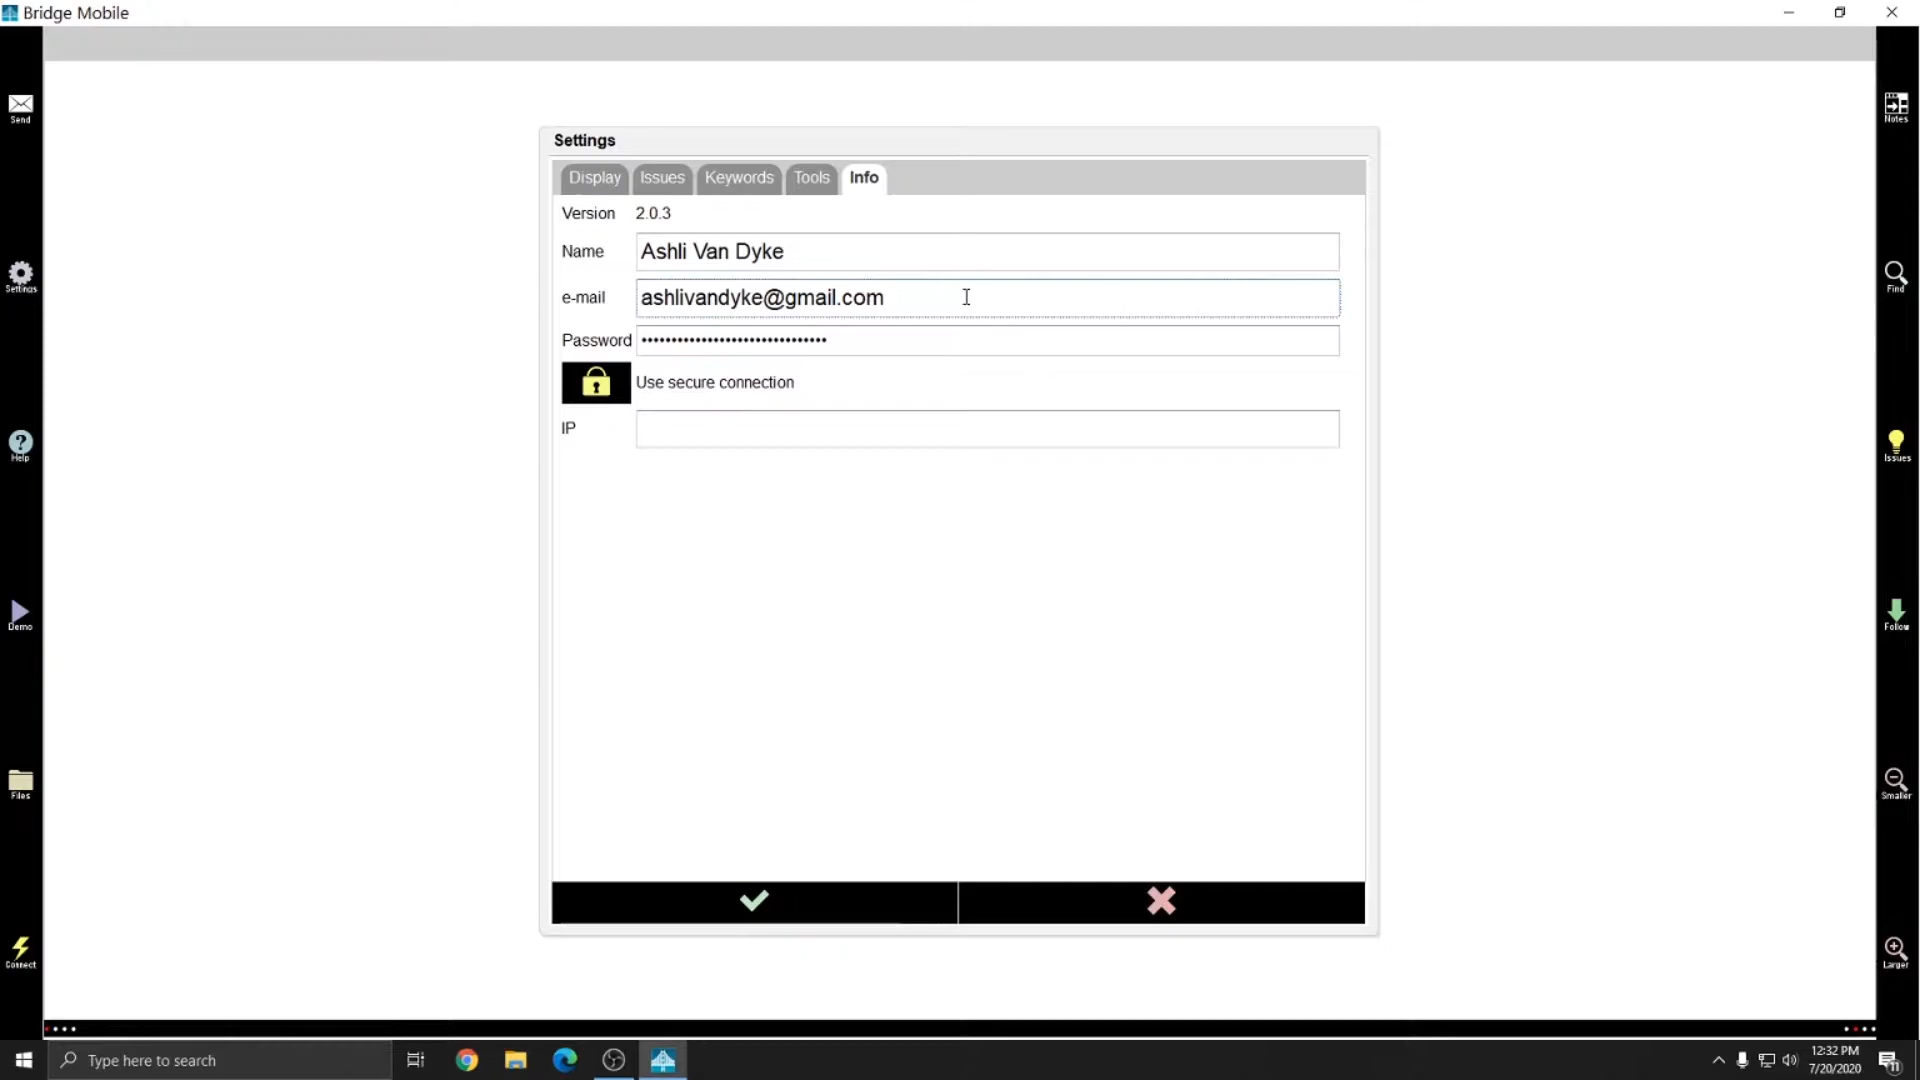 Bridge Mobile
Send
Settings
Help
Demo
Files
Connect
Settings
Display Issues Keywords Tools Info
Version 2.0.3
Name Ashli Van Dyke
e-mail ashlivandyke@gmail.com
Password •••••••••••••••••••••••••••••••
Use secure connection
IP
Notes
Find
Issues
Follow
Smaller
Larger
Type here to search
12:32 PM
7/20/2020
11